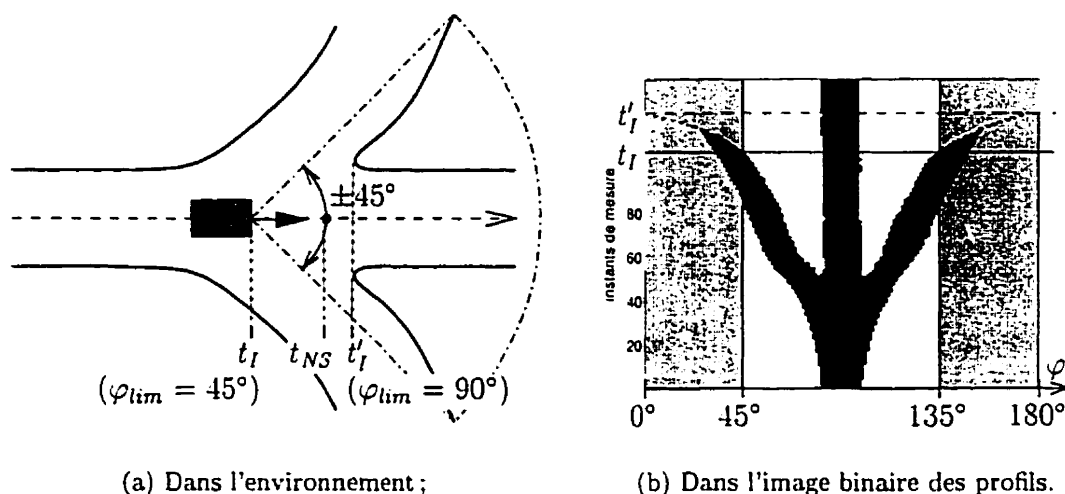 ±45°
t_I t_NS t'_I
(φ_lim = 45°) (φ_lim = 90°)
(a) Dans l'environnement ;
t'_I
t_I
instants de mesure
80
60
40
20
φ
0° 45° 135° 180°
(b) Dans l'image binaire des profils.